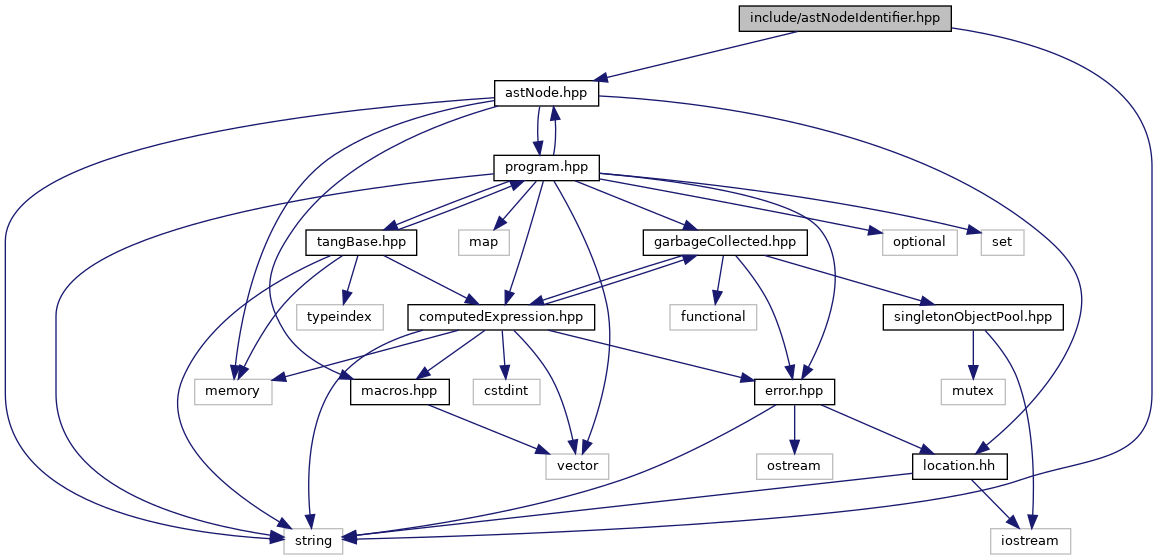 include/astNodeIdentifier.hpp
astNode.hpp
program.hpp
tangBase.hpp
map
garbageCollected.hpp
optional
set
typeindex
computedExpression.hpp
functional
singletonObjectPool.hpp
memory
macros.hpp
cstdint
error.hpp
mutex
vector
ostream
location.hh
string
iostream